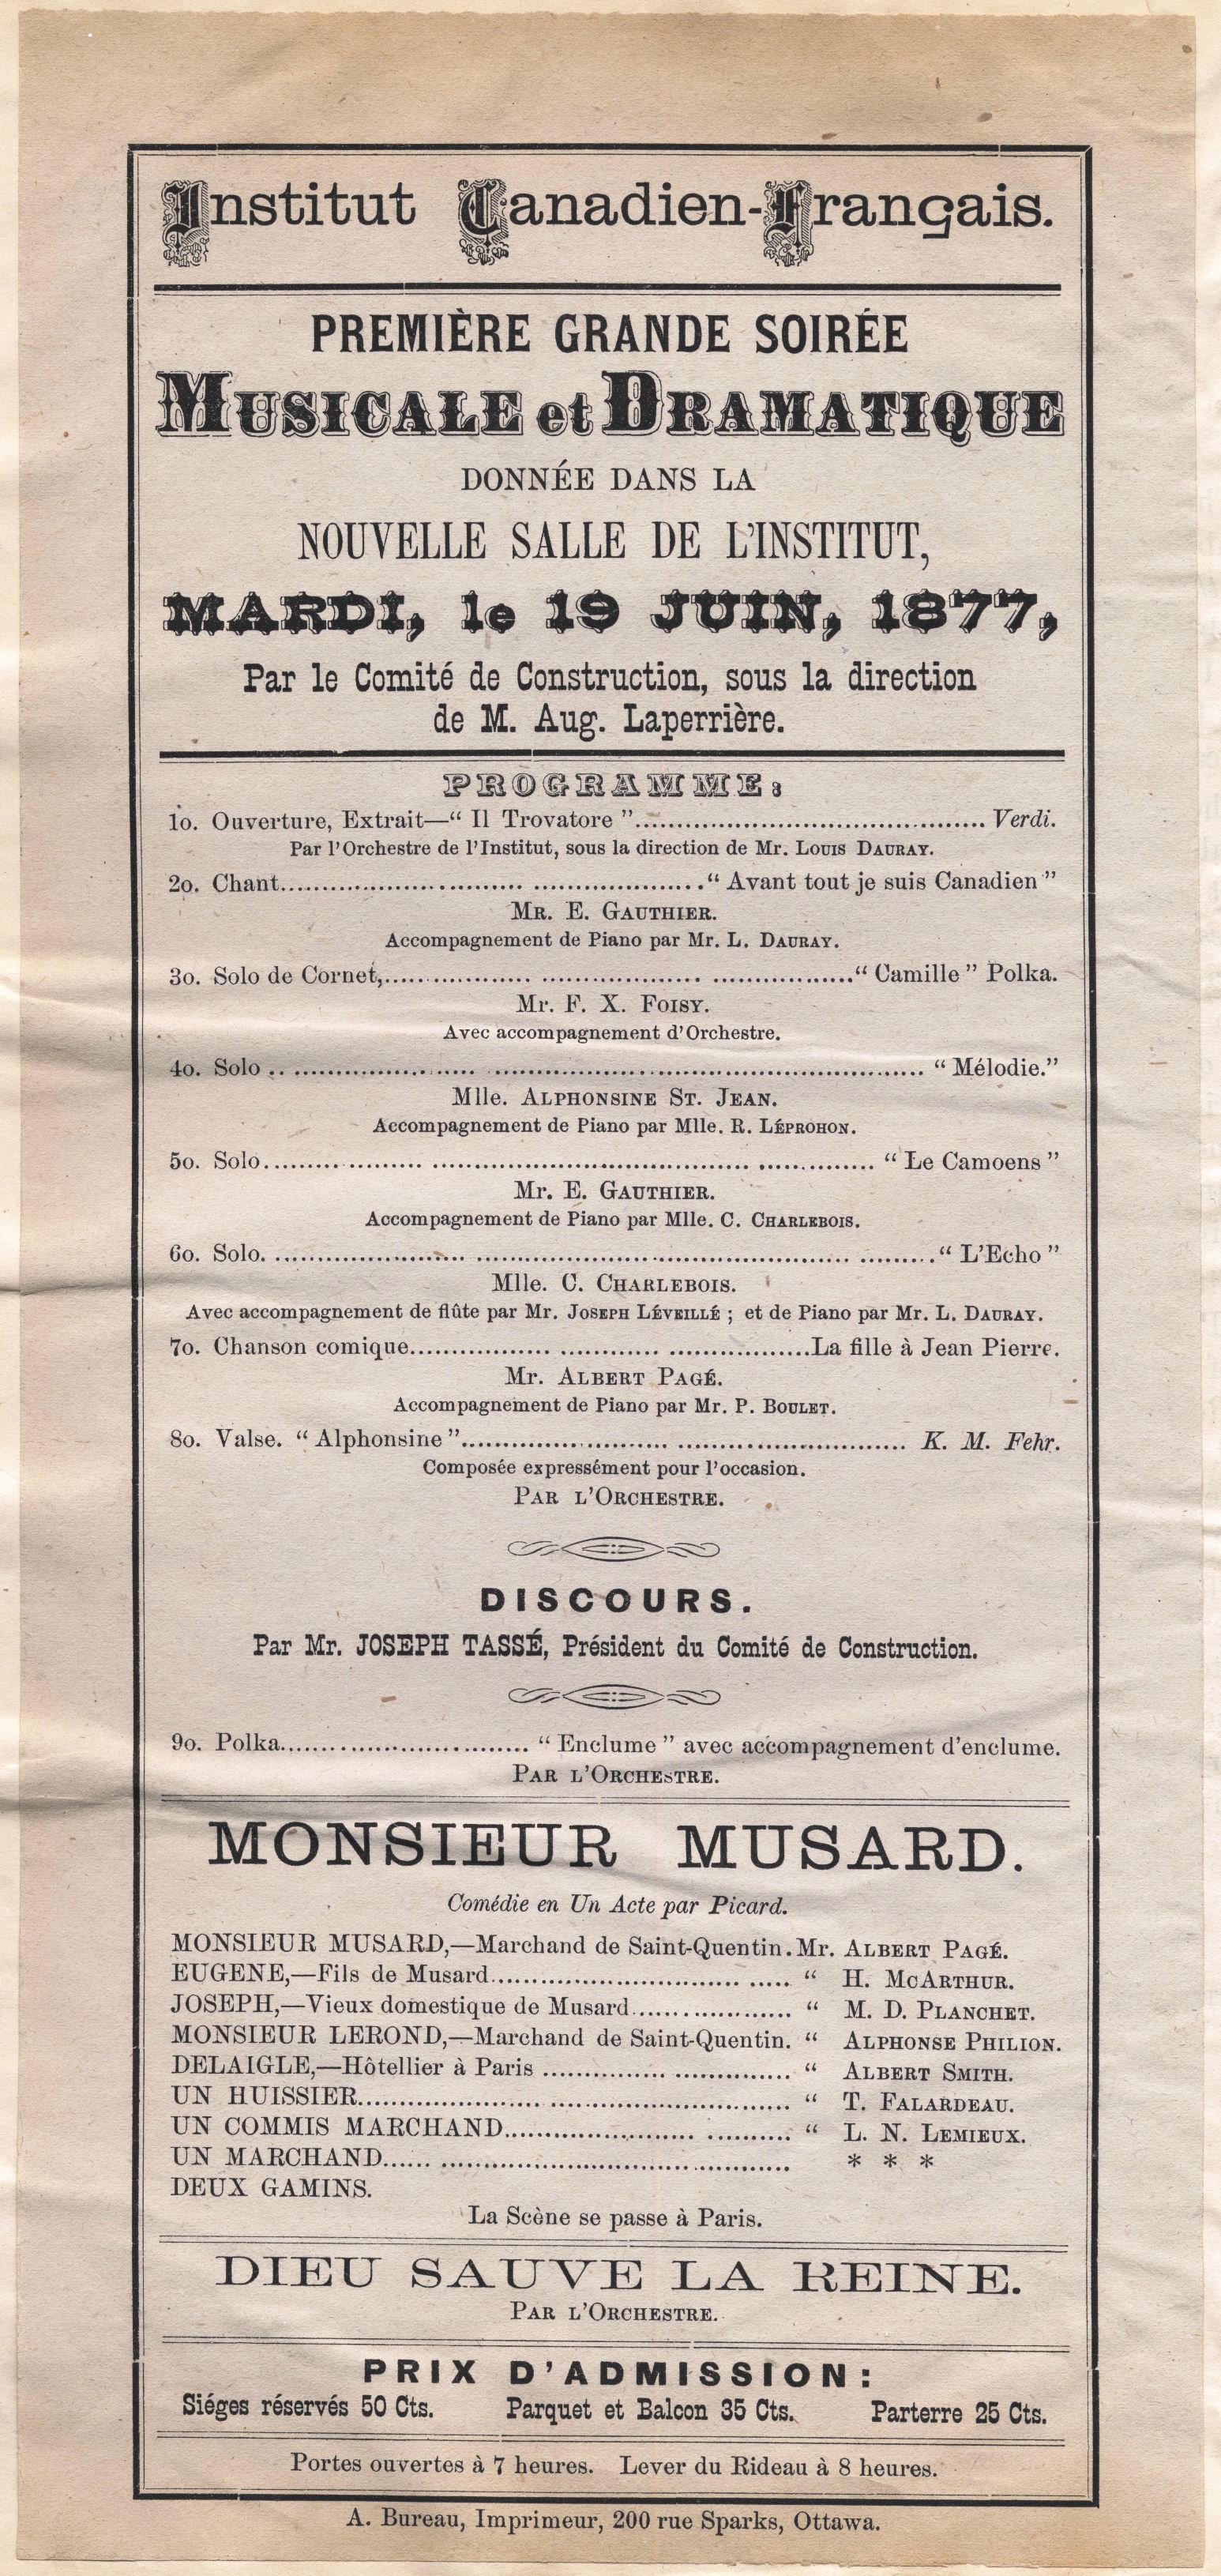 Institut Canadien-Français.
PREMIÈRE GRANDE SOIRÉE
MUSICALE et DRAMATIQUE
DONNÉE DANS LA
NOUVELLE SALLE DE L'INSTITUT,
MARDI, le 19 JUIN, 1877,
Par le Comité de Construction, sous la direction
de M. Aug. Laperrière.
PROGRAMME:
1o. Ouverture, Extrait—“ Il Trovatore ”........................................ Verdi.
Par l'Orchestre de l'Institut, sous la direction de Mr. LOUIS DAURAY.
2o. Chant................................................“ Avant tout je suis Canadien ”
MR. E. GAUTHIER.
Accompagnement de Piano par Mr. L. DAURAY.
3o. Solo de Cornet,................................................“ Camille ” Polka.
Mr. F. X. FOISY.
Avec accompagnement d'Orchestre.
4o. Solo ................................................ “ Mélodie.”
Mlle. ALPHONSINE ST. JEAN.
Accompagnement de Piano par Mlle. R. LÉPROHON.
5o. Solo................................................ “ Le Camoens ”
Mr. E. GAUTHIER.
Accompagnement de Piano par Mlle. C. CHARLEBOIS.
6o. Solo. ................................................“ L'Echo ”
Mlle. C. CHARLEBOIS.
Avec accompagnement de flûte par Mr. JOSEPH LÉVEILLÉ ; et de Piano par Mr. L. DAURAY.
7o. Chanson comique................................................La fille à Jean Pierre.
Mr. ALBERT PAGÉ.
Accompagnement de Piano par Mr. P. BOULET.
8o. Valse. “ Alphonsine ”................................................ K. M. Fehr.
Composée expressément pour l'occasion.
PAR L'ORCHESTRE.
DISCOURS.
Par Mr. JOSEPH TASSÉ, Président du Comité de Construction.
9o. Polka............................... “ Enclume ” avec accompagnement d'enclume.
PAR L'ORCHESTRE.
MONSIEUR MUSARD.
Comédie en Un Acte par Picard.
MONSIEUR MUSARD,—Marchand de Saint-Quentin. Mr. ALBERT PAGÉ.
EUGENE,—Fils de Musard.................................... “ H. MCARTHUR.
JOSEPH,—Vieux domestique de Musard.................... “ M. D. PLANCHET.
MONSIEUR LEROND,—Marchand de Saint-Quentin. “ ALPHONSE PHILION.
DELAIGLE,—Hôtellier à Paris ............................ “ ALBERT SMITH.
UN HUISSIER................................................ “ T. FALARDEAU.
UN COMMIS MARCHAND.................................. “ L. N. LEMIEUX.
UN MARCHAND................................................ * * *
DEUX GAMINS.
La Scène se passe à Paris.
DIEU SAUVE LA REINE.
PAR L'ORCHESTRE.
PRIX D'ADMISSION:
Siéges réservés 50 Cts. Parquet et Balcon 35 Cts. Parterre 25 Cts.
Portes ouvertes à 7 heures. Lever du Rideau à 8 heures.
A. Bureau, Imprimeur, 200 rue Sparks, Ottawa.